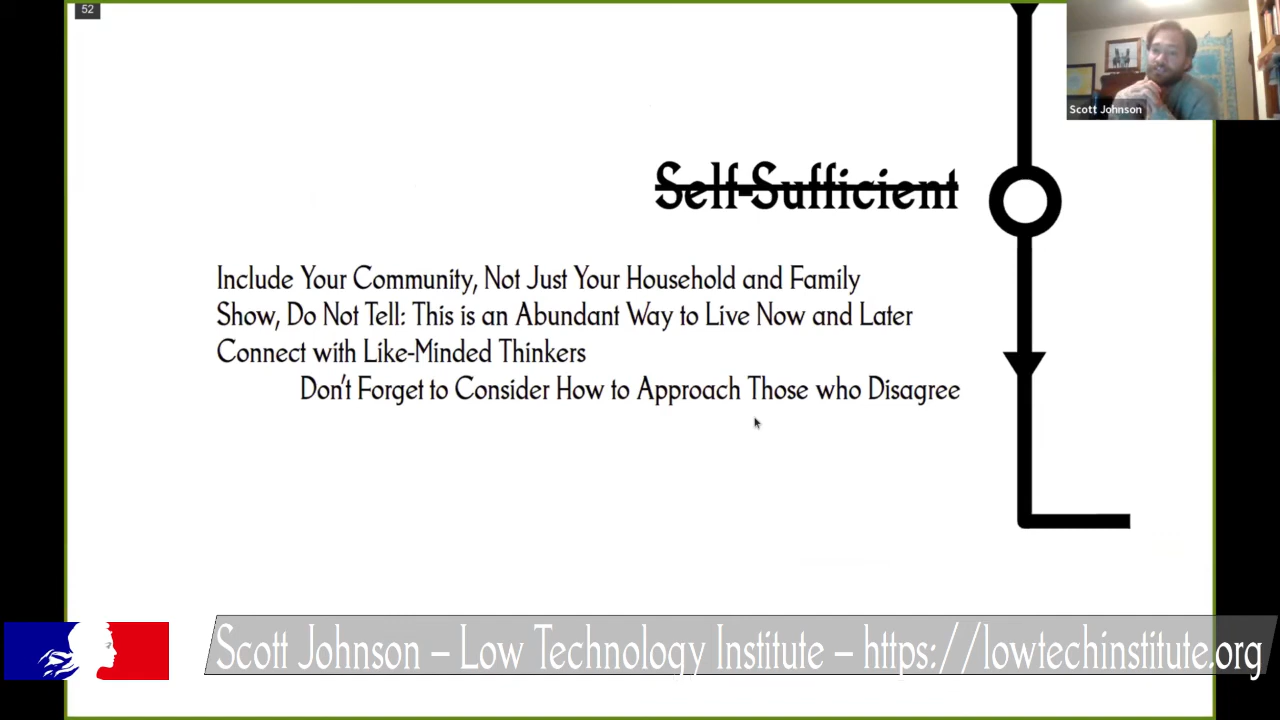 52
Scott Johnson
Self-Sufficient
Include Your Community, Not Just Your Household and Family
Show, Do Not Tell: This is an Abundant Way to Live Now and Later
Connect with Like-Minded Thinkers
Don't Forget to Consider How to Approach Those who Disagree
Scott Johnson – Low Technology Institute – https://lowtechinstitute.org